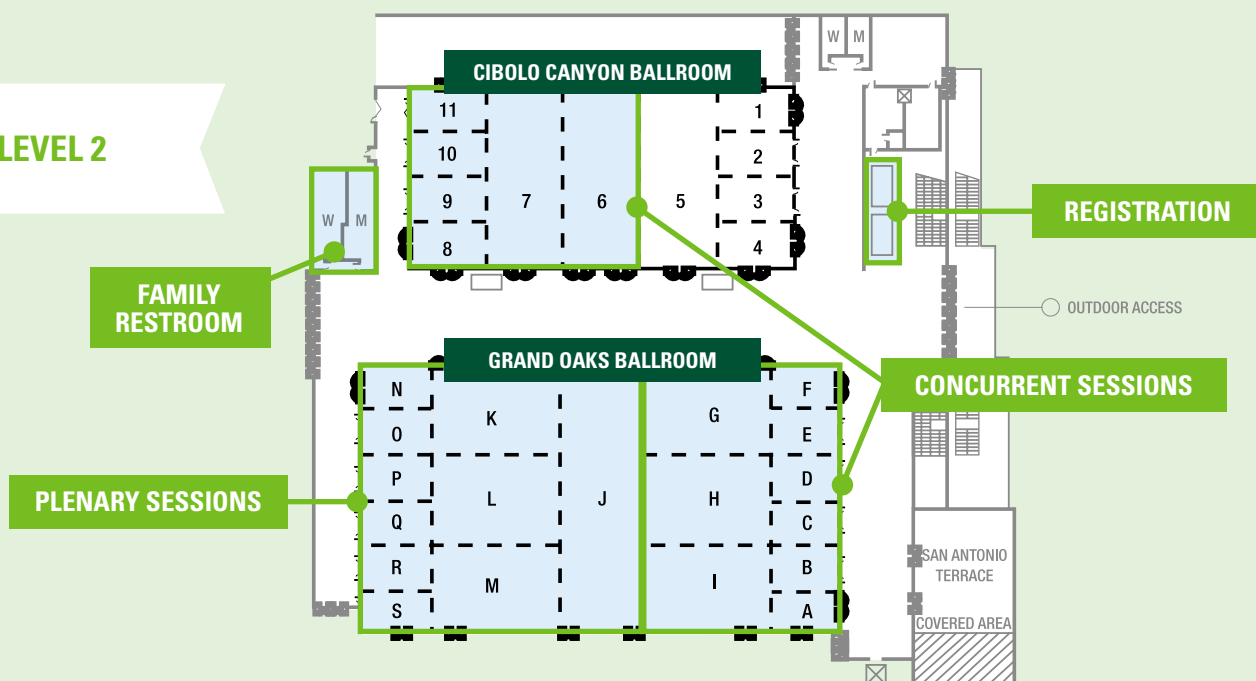 W M
CIBOLO CANYON BALLROOM
LEVEL 2
11
10
9
8
7
6
5
1
2
3
4
W M
FAMILY
RESTROOM
REGISTRATION
OUTDOOR ACCESS
GRAND OAKS BALLROOM
CONCURRENT SESSIONS
PLENARY SESSIONS
N
O
P
Q
R
S
K
L
M
J
G
H
I
F
E
D
C
B
A
SAN ANTONIO
TERRACE
COVERED AREA